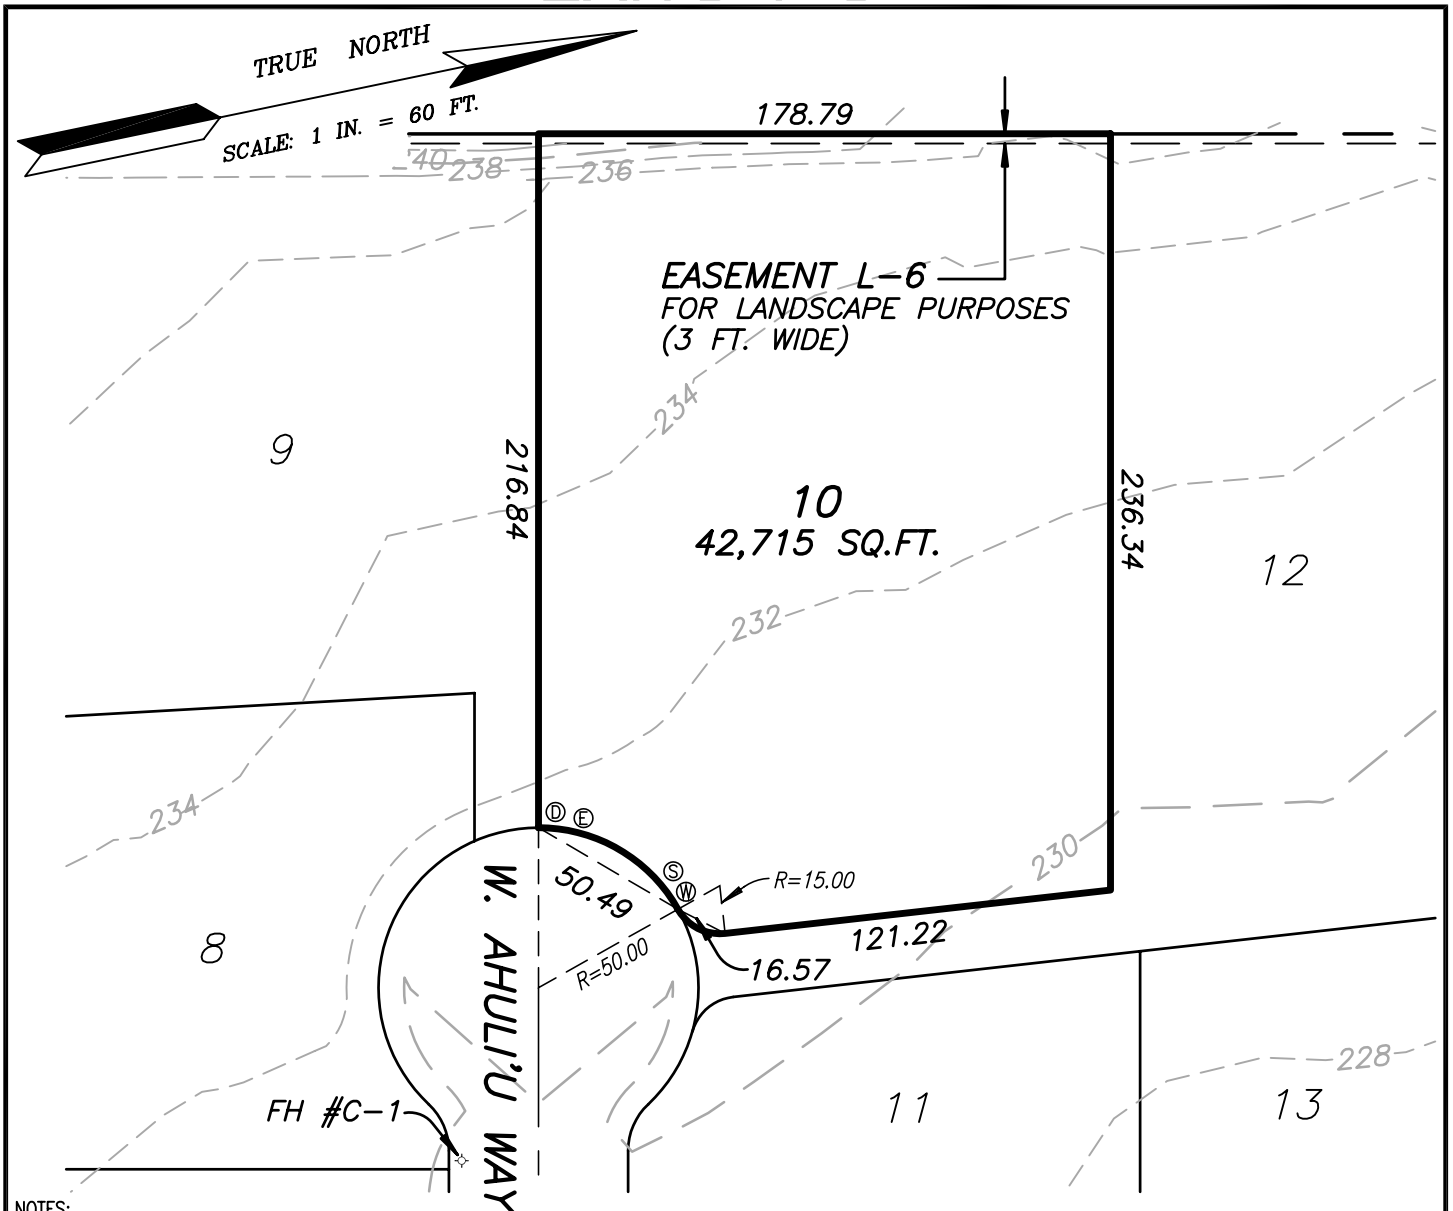 TRUE NORTH
SCALE: 1 IN. = 60 FT.
178.79
40
238
236
EASEMENT L-6
FOR LANDSCAPE PURPOSES
(3 FT. WIDE)
234
9
216.84
10
42,715 SQ.FT.
236.34
12
232
234
D E
S
W
R=15.00
230
50.49
8
121.22
16.57
R=50.00
W. AHULI'U WAY
228
FH #C-1
11
13
NOTES: